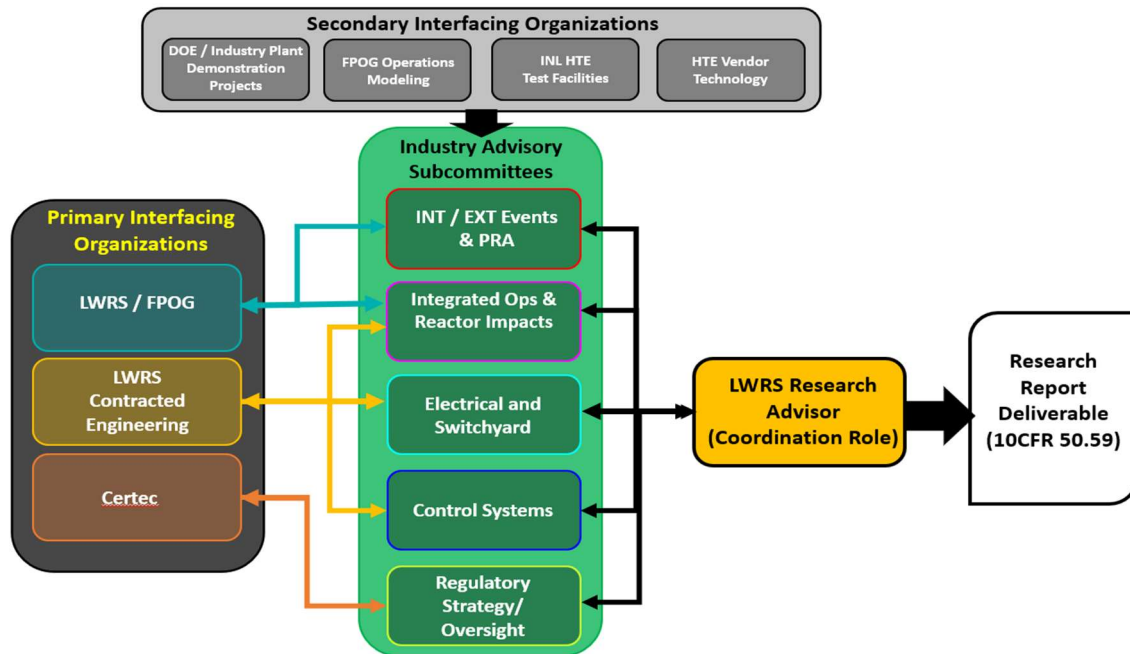 Secondary Interfacing Organizations
DOE / Industry Plant
Demonstration
Projects
FPOG Operations
Modeling
INL HTE
Test Facilities
HTE Vendor
Technology
Industry Advisory
Subcommittees
INT / EXT Events
& PRA
Integrated Ops &
Reactor Impacts
Electrical and
Switchyard
Control Systems
Regulatory
Strategy/
Oversight
Primary Interfacing
Organizations
LWRS / FPOG
LWRS
Contracted
Engineering
Certec
LWRS Research
Advisor
(Coordination Role)
Research
Report
Deliverable
(10CFR 50.59)